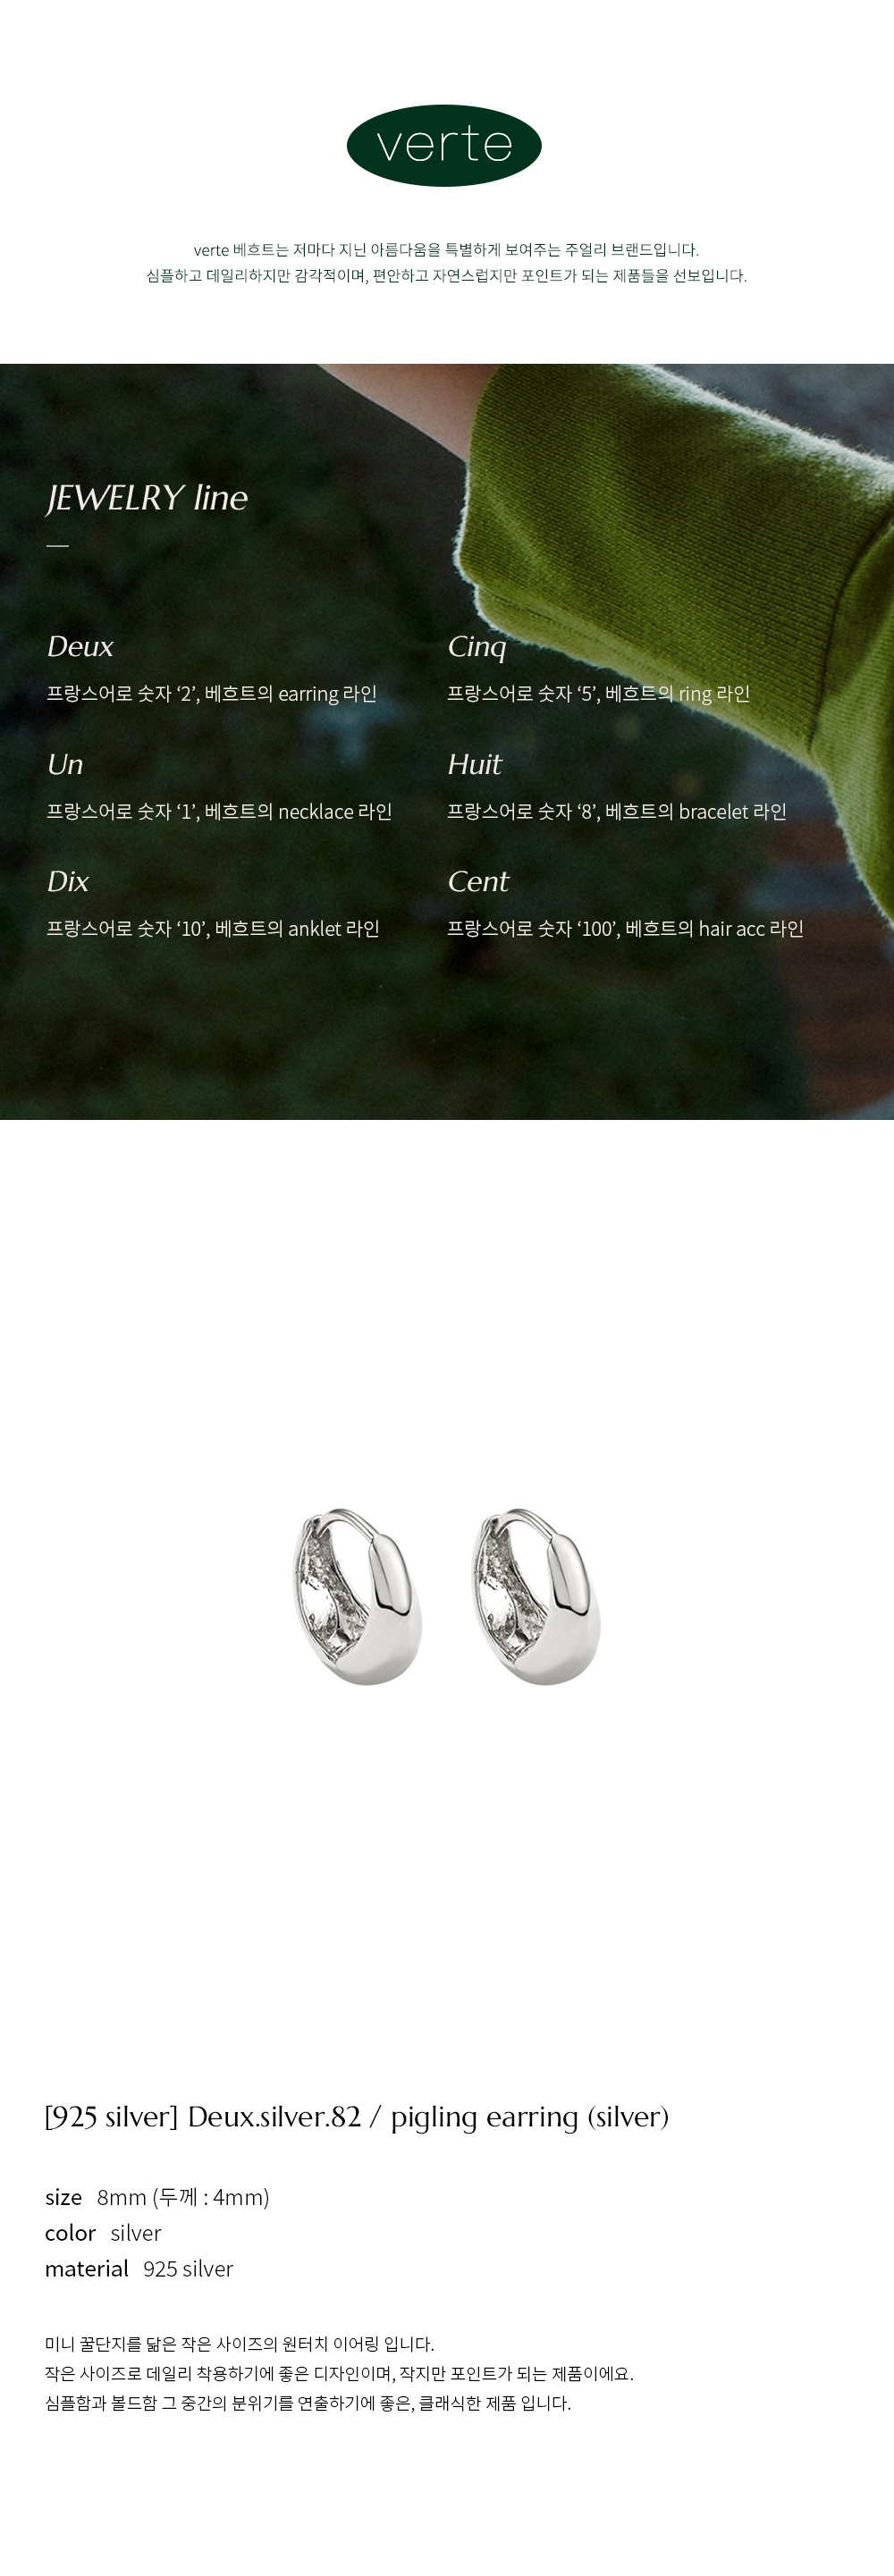 verte
verte 베흐트는 저마다 지닌 아름다움을 특별하게 보여주는 주얼리 브랜드입니다.
심플하고 데일리하지만 감각적이며, 편안하고 자연스럽지만 포인트가 되는 제품들을 선보입니다.
JEWELRY line
Deux
프랑스어로 숫자 ‘2’, 베흐트의 earring 라인
Cinq
프랑스어로 숫자 ‘5’, 베흐트의 ring 라인
Un
프랑스어로 숫자 ‘1’, 베흐트의 necklace 라인
Huit
프랑스어로 숫자 ‘8’, 베흐트의 bracelet 라인
Dix
프랑스어로 숫자 ‘10’, 베흐트의 anklet 라인
Cent
프랑스어로 숫자 ‘100’, 베흐트의 hair acc 라인
[925 silver] Deux.silver.82 / pigling earring (silver)
size 8mm (두께 : 4mm)
color silver
material 925 silver
미니 꿀단지를 닮은 작은 사이즈의 원터치 이어링 입니다.
작은 사이즈로 데일리 착용하기에 좋은 디자인이며, 작지만 포인트가 되는 제품이에요.
심플함과 볼드함 그 중간의 분위기를 연출하기에 좋은, 클래식한 제품 입니다.